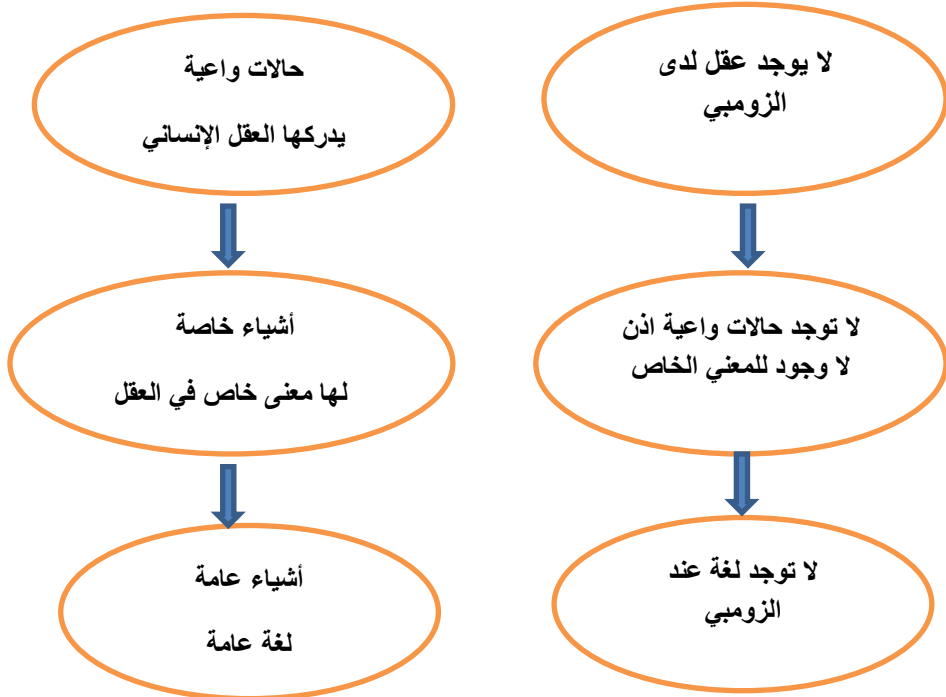 حالات واعية
يدركها العقل الإنساني
أشياء خاصة
لها معنى خاص في العقل
أشياء عامة
لغة عامة
لا يوجد عقل لدى
الزومبي
لا توجد حالات واعية اذن
لا وجود للمعني الخاص
لا توجد لغة عند
الزومبي